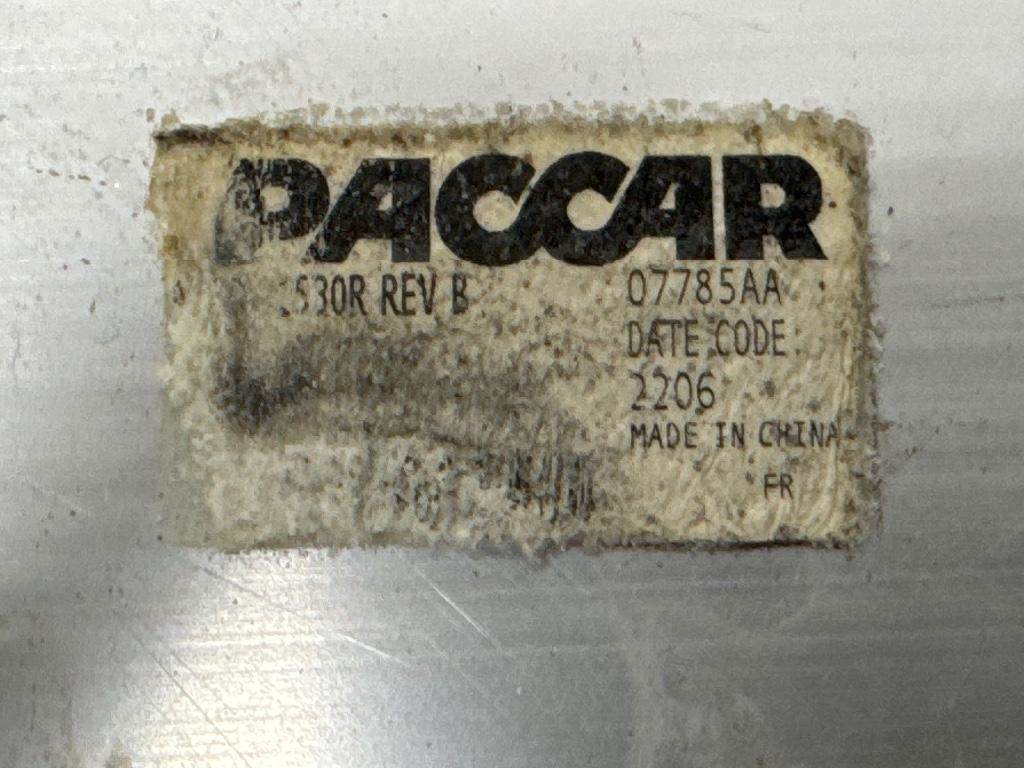 PACCAR
530R REV B
07785AA
DATE CODE
2206
MADE IN CHINA
FR